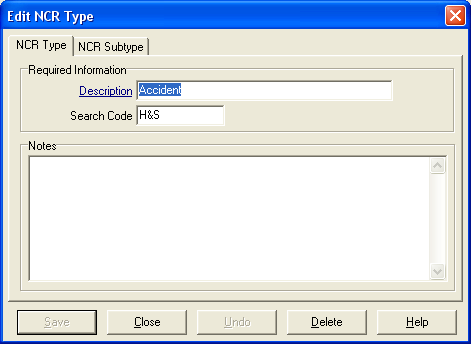 Edit NCR Type
NCR Type NCR Subtype
Required Information
Description Accident
Search Code H&S
Notes
Save Close Undo Delete Help